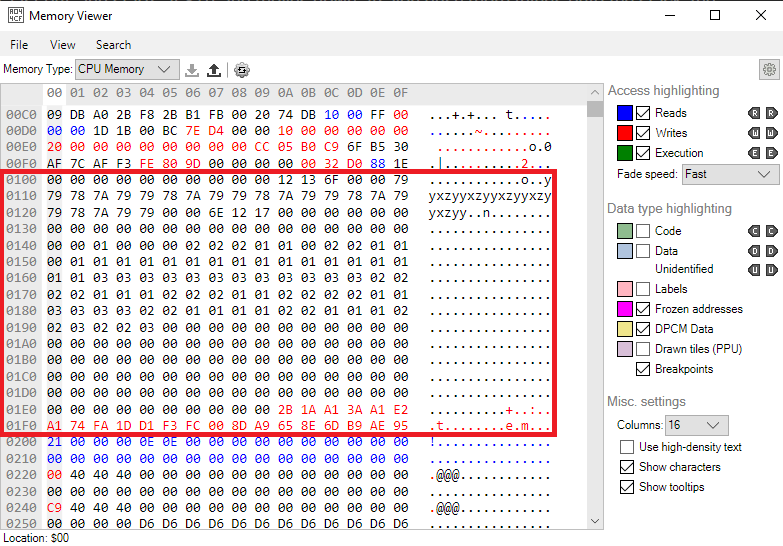 Memory Viewer
File View Search
Memory Type: CPU Memory
00 01 02 03 04 05 06 07 08 09 0A 0B 0C 0D 0E 0F
00C0 09 DB A0 2B F8 2B B1 FB 00 20 74 DB 10 00 FF 00 ...+.+... t.....
00D0 00 00 1D 1B 00 BC 7E D4 00 00 10 00 00 00 00 00 ......~.........
00E0 20 00 00 00 00 00 00 00 00 CC 05 B0 C9 6F B5 30 .............o.0
00F0 AF 7C AF F3 FE 80 9D 00 00 00 00 00 32 D0 88 1E .|..........2...
0100 00 00 00 00 00 00 00 00 00 00 12 13 6F 00 00 79 ............o..y
0110 79 78 7A 79 79 78 7A 79 79 78 7A 79 79 78 7A 79 yxzyyxzyyxzyyxzy
0120 79 78 7A 79 79 00 00 6E 12 17 00 00 00 00 00 00 yxzyy..n........
0130 00 00 00 00 00 00 00 00 00 00 00 00 00 00 00 00 ................
0140 00 00 01 00 00 00 02 02 02 01 01 00 02 02 01 01 ................
0150 00 01 01 01 01 01 01 01 01 01 01 01 01 01 01 01 ................
0160 01 01 03 03 03 03 03 03 03 03 03 03 03 03 02 02 ................
0170 02 02 01 01 01 02 02 02 01 01 02 02 02 02 01 01 ................
0180 03 03 03 02 02 01 01 01 01 02 02 01 01 01 01 02 ................
0190 02 03 02 02 03 00 00 00 00 00 00 00 00 00 00 00 ................
01A0 00 00 00 00 00 00 00 00 00 00 00 00 00 00 00 00 ................
01B0 00 00 00 00 00 00 00 00 00 00 00 00 00 00 00 00 ................
01C0 00 00 00 00 00 00 00 00 00 00 00 00 00 00 00 00 ................
01D0 00 00 00 00 00 00 00 00 00 00 00 00 00 00 00 00 ................
01E0 00 00 00 00 00 00 00 00 00 00 2B 1A A1 3A A1 E2 ..........+..:..
01F0 A1 74 FA 1D D1 F3 FC 00 8D A9 65 8E 6D B9 AE 95 .t........e.m...
0200 21 00 00 00 0E 0E 00 00 00 00 00 00 00 00 00 00 !...............
0210 00 00 00 00 00 00 00 00 00 00 00 00 00 00 00 00 ................
0220 00 40 40 40 00 00 00 00 00 00 00 00 00 00 00 00 .@@@............
0230 00 00 00 00 00 00 00 00 00 00 00 00 00 00 00 00 ................
0240 C9 40 40 40 00 00 00 00 00 00 00 00 00 00 00 00 .@@@............
0250 00 00 00 00 D6 D6 D6 D6 D6 D6 D6 D6 D6 D6 D6 D6 ................
Location: $00
Access highlighting
Reads R R
Writes W W
Execution E E
Fade speed: Fast
Data type highlighting
Code C C
Data D D
Unidentified U U
Labels
Frozen addresses
DPCM Data
Drawn tiles (PPU)
Breakpoints
Misc. settings
Columns: 16
Use high-density text
Show characters
Show tooltips